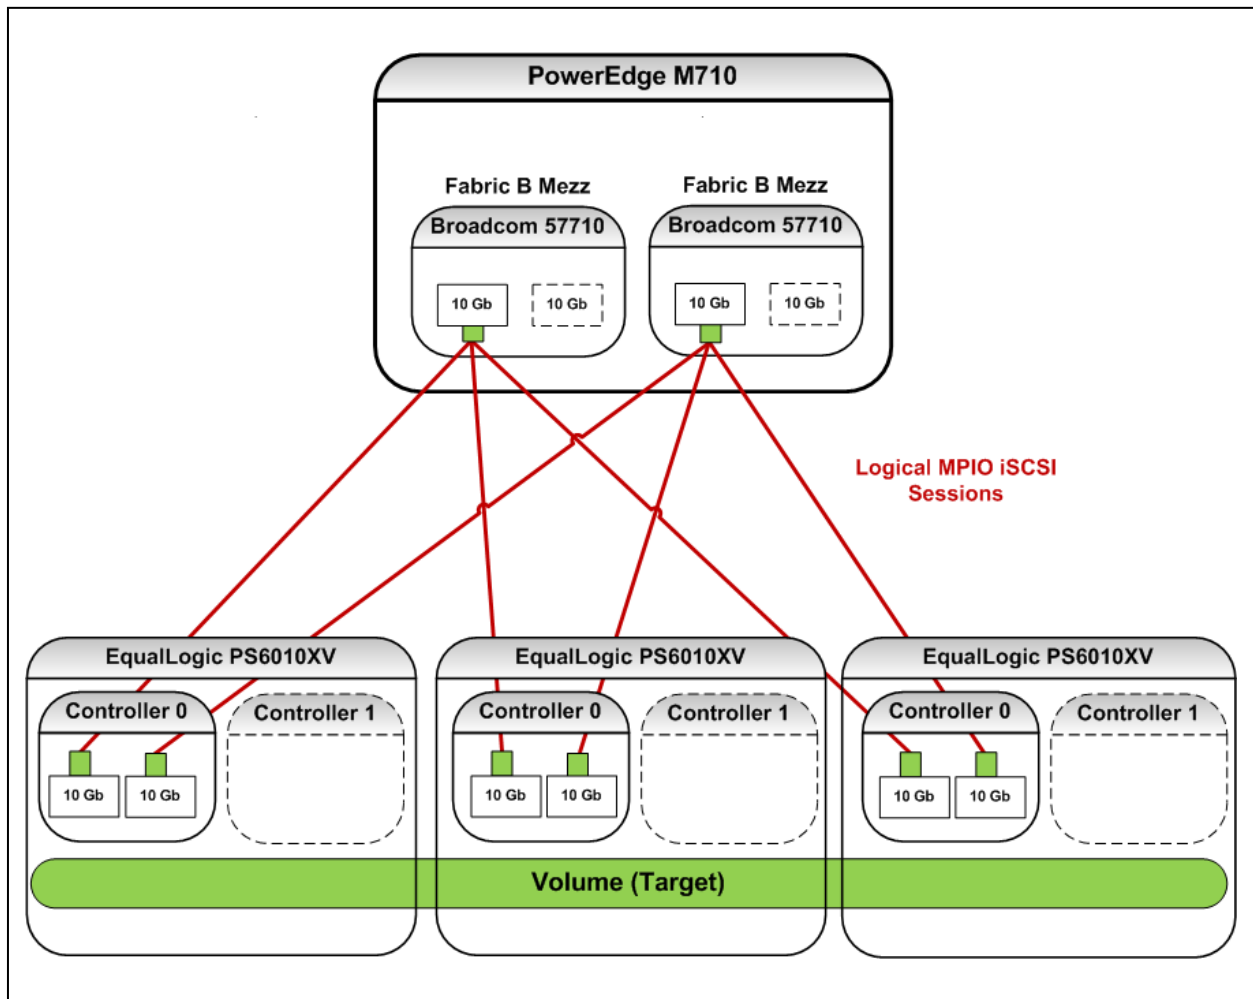 PowerEdge M710
Fabric B Mezz
Fabric B Mezz
Broadcom 57710
Broadcom 57710
10 Gb
10 Gb
10 Gb
10 Gb
Logical MPIO iSCSI
Sessions
EqualLogic PS6010XV
EqualLogic PS6010XV
EqualLogic PS6010XV
Controller 0
Controller 1
Controller 0
Controller 1
Controller 0
Controller 1
10 Gb
10 Gb
10 Gb
10 Gb
10 Gb
10 Gb
Volume (Target)